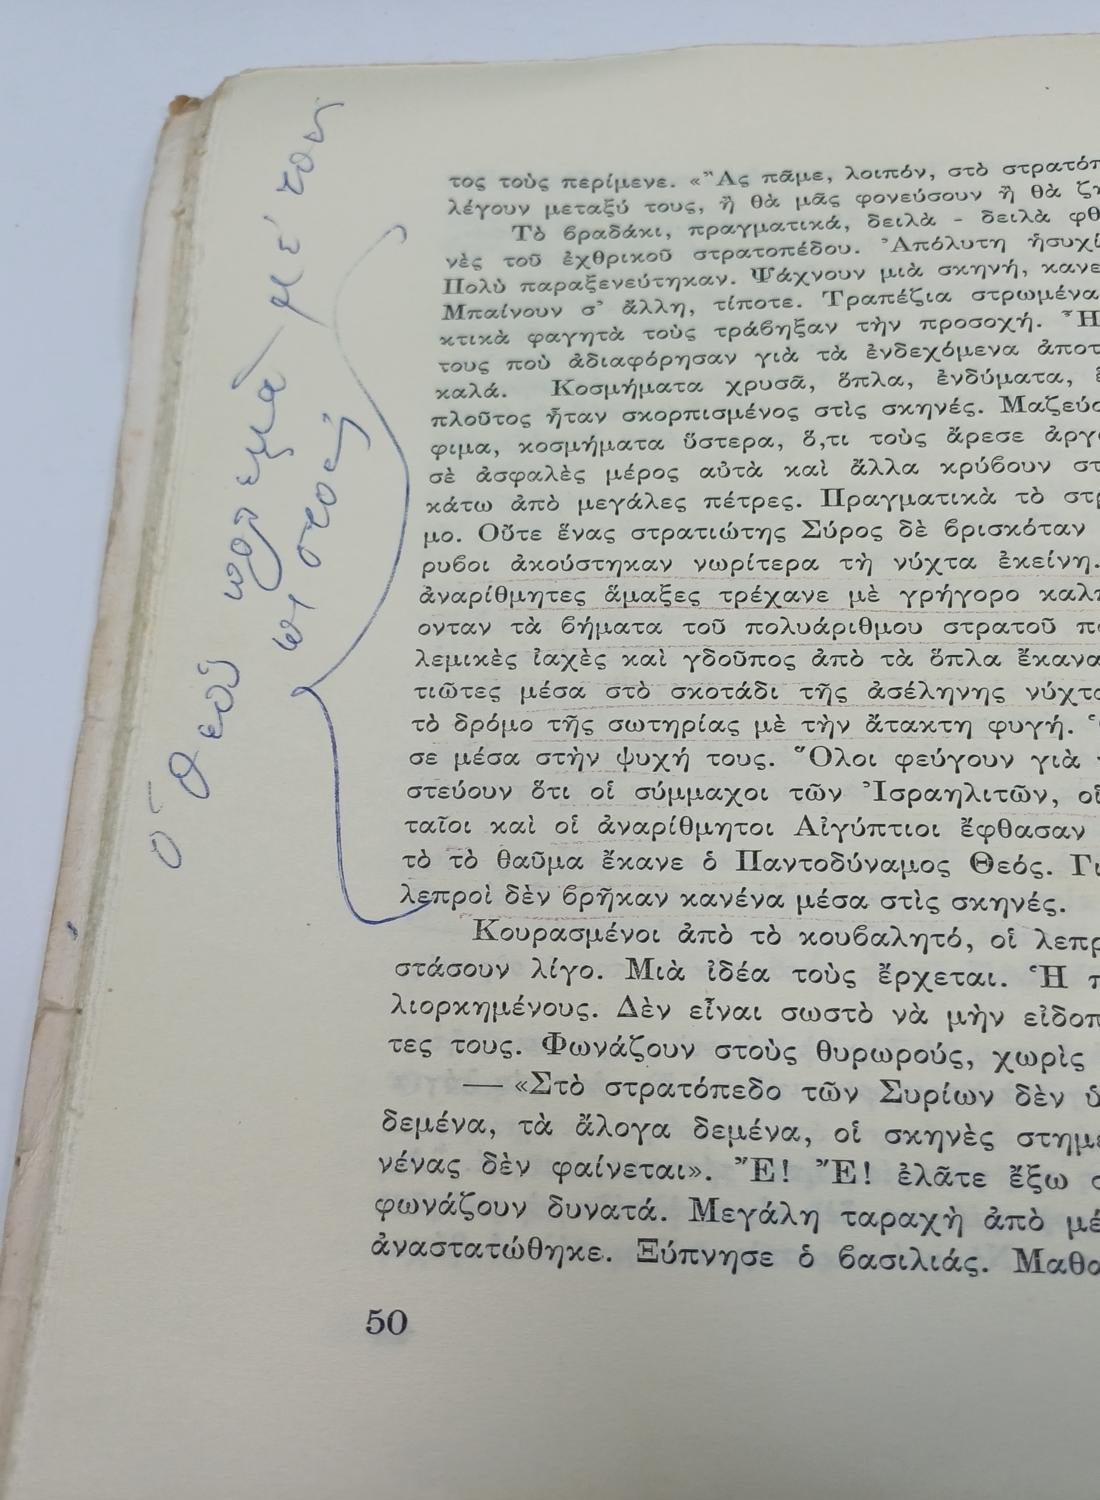 ὁ Θεός πολεμᾶ μέ τούς
πιστούς
τος τοὺς περίμενε. «Ἂς πᾶμε, λοιπόν, στὸ στρατόπ
λέγουν μεταξύ τους, ἢ θὰ μᾶς φονεύσουν ἢ θὰ ζη
Τὸ βραδάκι, πραγματικά, δειλὰ - δειλὰ φθ
νὲς τοῦ ἐχθρικοῦ στρατοπέδου. Ἀπόλυτη ἡσυχί
Πολὺ παραξενεύτηκαν. Ψάχνουν μιὰ σκηνή, κανε
Μπαίνουν σ᾿ ἄλλη, τίποτε. Τραπέζια στρωμένα
κτικὰ φαγητὰ τοὺς τράβηξαν τὴν προσοχή. Ἦ
τους ποὺ ἀδιαφόρησαν γιὰ τὰ ἐνδεχόμενα ἀποτ
καλά. Κοσμήματα χρυσᾶ, ὅπλα, ἐνδύματα,
πλοῦτος ἦταν σκορπισμένος στὶς σκηνές. Μαζεύο
φιμα, κοσμήματα ὕστερα, ὅ,τι τοὺς ἄρεσε ἀργ
σὲ ἀσφαλὲς μέρος αὐτὰ καὶ ἄλλα κρύβουν στ
κάτω ἀπὸ μεγάλες πέτρες. Πραγματικὰ τὸ στρ
μο. Οὔτε ἕνας στρατιώτης Σύρος δὲ βρισκόταν
ρυβοι ἀκούστηκαν νωρίτερα τὴ νύχτα ἐκείνη.
ἀναρίθμητες ἅμαξες τρέχανε μὲ γρήγορο καλπ
ονταν τὰ βήματα τοῦ πολυάριθμου στρατοῦ π
λεμικὲς ἰαχὲς καὶ γδοῦπος ἀπὸ τὰ ὅπλα ἔκανα
τιῶτες μέσα στὸ σκοτάδι τῆς ἀσέληνης νύχτα
τὸ δρόμο τῆς σωτηρίας μὲ τὴν ἄτακτη φυγή.
σε μέσα στὴν ψυχή τους. Ὅλοι φεύγουν γιὰ
στεύουν ὅτι οἱ σύμμαχοι τῶν Ἰσραηλιτῶν, οἱ
ταῖοι καὶ οἱ ἀναρίθμητοι Αἰγύπτιοι ἔφθασαν
τὸ τὸ θαῦμα ἔκανε ὁ Παντοδύναμος Θεός. Γι
λεπροὶ δὲν βρῆκαν κανένα μέσα στὶς σκηνές.
Κουρασμένοι ἀπὸ τὸ κουβαλητό, οἱ λεπρ
στάσουν λίγο. Μιὰ ἰδέα τοὺς ἔρχεται. Ἡ π
λιορκημένους. Δὲν εἶναι σωστὸ νὰ μὴν εἰδοπ
τες τους. Φωνάζουν στοὺς θυρωρούς, χωρὶς
— «Στὸ στρατόπεδο τῶν Συρίων δὲν ὑ
δεμένα, τὰ ἄλογα δεμένα, οἱ σκηνὲς στημέ
νένας δὲν φαίνεται». Ἔ! Ἔ! ἐλᾶτε ἔξω
φωνάζουν δυνατά. Μεγάλη ταραχὴ ἀπὸ μέ
ἀναστατώθηκε. Ξύπνησε ὁ βασιλιάς. Μαθα
50